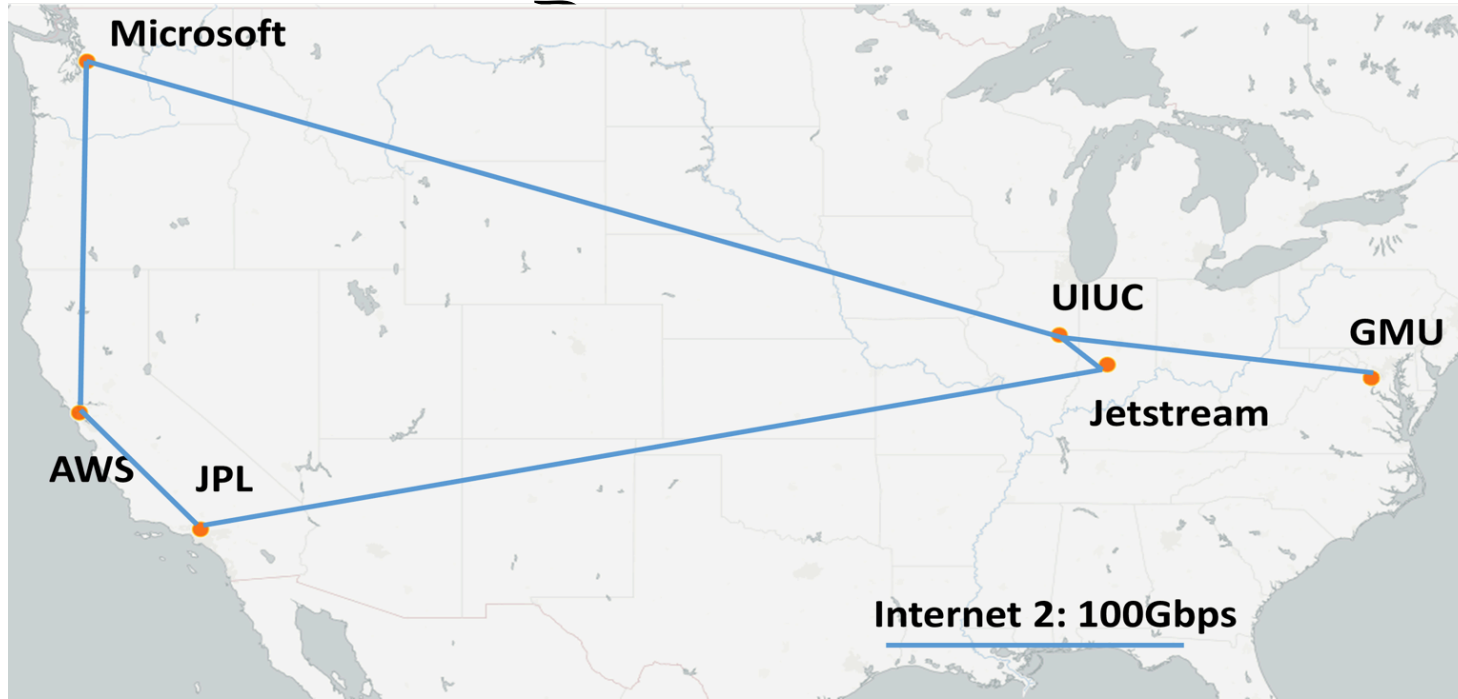 Microsoft
UIUC
GMU
Jetstream
AWS
JPL
Internet 2: 100Gbps